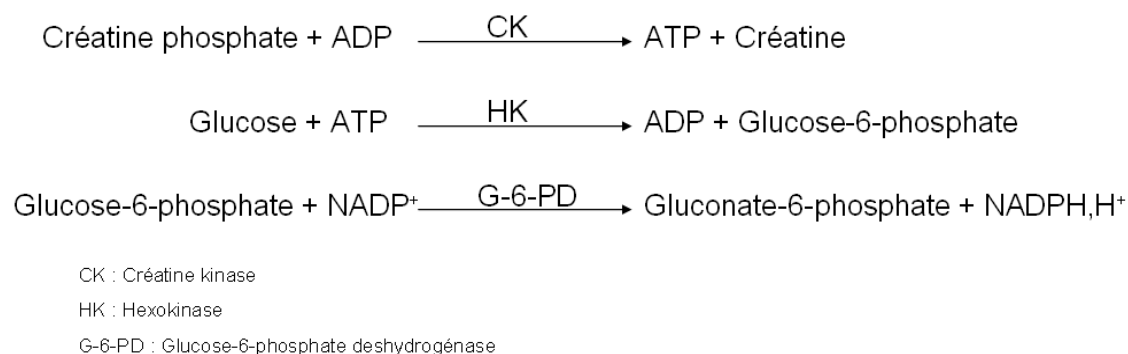 Créatine phosphate + ADP CK ATP + Créatine
Glucose + ATP HK ADP + Glucose-6-phosphate
Glucose-6-phosphate + NADP⁺ G-6-PD Gluconate-6-phosphate + NADPH,H⁺
CK : Créatine kinase
HK : Hexokinase
G-6-PD : Glucose-6-phosphate deshydrogénase